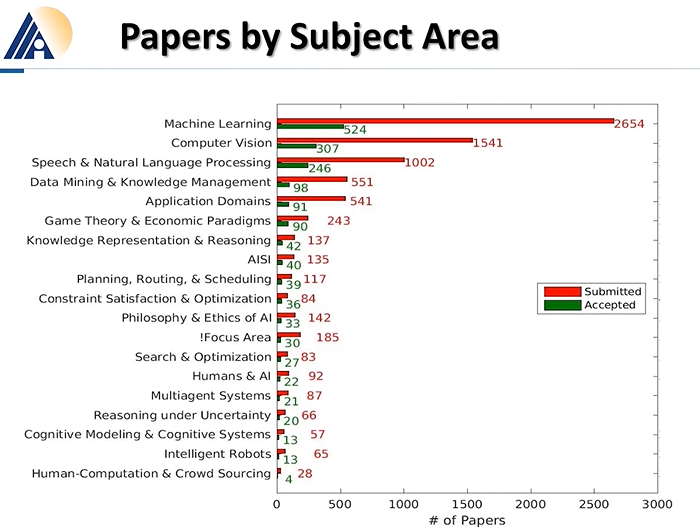 Papers by Subject Area
Machine Learning 2654
524
Computer Vision 1541
307
Speech & Natural Language Processing 1002
246
Data Mining & Knowledge Management 551
98
Application Domains 541
91
Game Theory & Economic Paradigms 243
90
Knowledge Representation & Reasoning 137
42
AISI 135
40
Planning, Routing, & Scheduling 117
39
Constraint Satisfaction & Optimization 84
36
Philosophy & Ethics of AI 142
33
!Focus Area 185
30
Search & Optimization 83
27
Humans & AI 92
22
Multiagent Systems 87
21
Reasoning under Uncertainty 66
20
Cognitive Modeling & Cognitive Systems 57
13
Intelligent Robots 65
13
Human-Computation & Crowd Sourcing 28
4
Submitted
Accepted
0 500 1000 1500 2000 2500 3000
# of Papers